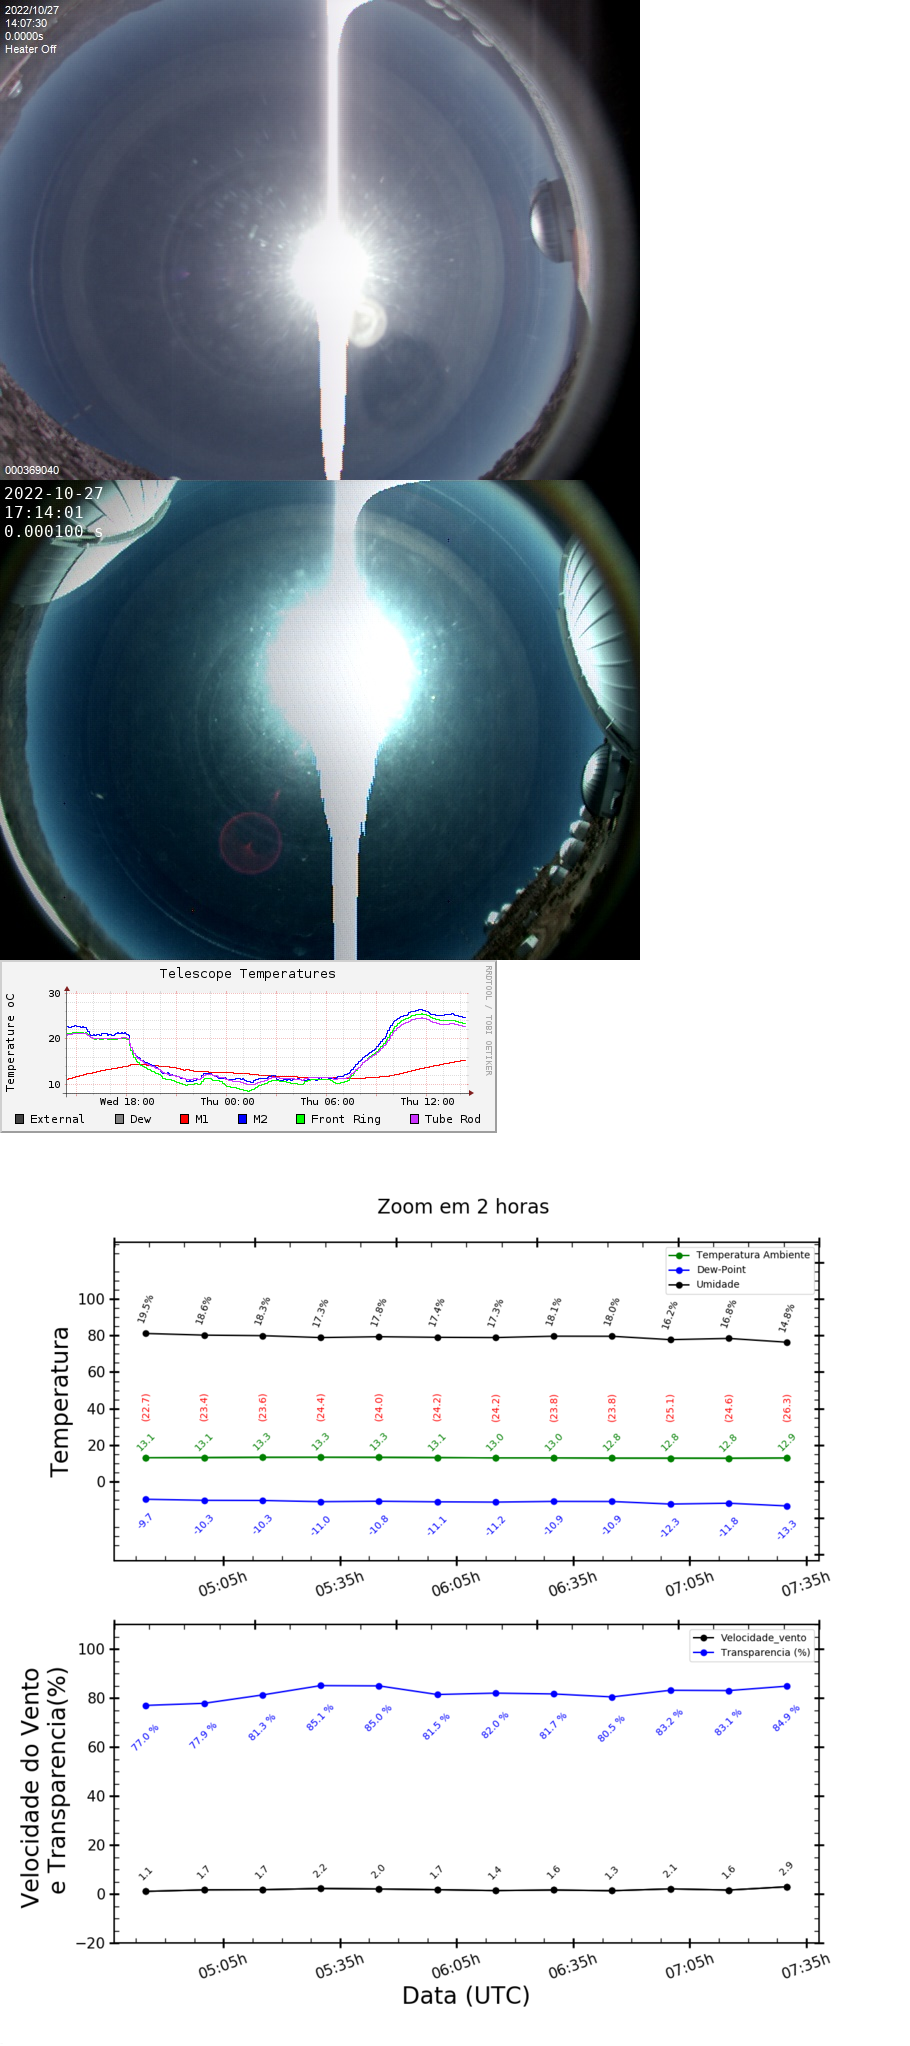 2022/10/27
14:07:30
0.0000s
Heater Off
000369040
2022-10-27
17:14:01
0.000100 s
Telescope Temperatures
RRDTOOL / TOBI OETIKER
Temperature oC
30
20
10
Wed 18:00 Thu 00:00 Thu 06:00 Thu 12:00
External Dew M1 M2 Front Ring Tube Rod
Zoom em 2 horas
Temperatura Ambiente
Dew-Point
Umidade
Temperatura
100
80
60
40
20
0
19.5% 18.6% 18.3% 17.3% 17.8% 17.4% 17.3% 18.1% 18.0% 16.2% 16.8% 14.8%
(22.7) (23.4) (23.6) (24.4) (24.0) (24.2) (24.2) (23.8) (23.8) (25.1) (24.6) (26.3)
13.1 13.1 13.3 13.3 13.3 13.1 13.0 13.0 12.8 12.8 12.8 12.9
-9.7 -10.3 -10.3 -11.0 -10.8 -11.1 -11.2 -10.9 -10.9 -12.3 -11.8 -13.3
05:05h 05:35h 06:05h 06:35h 07:05h 07:35h
Velocidade_vento
Transparencia (%)
Velocidade do Vento
e Transparencia(%)
100
80
60
40
20
0
−20
77.0 % 77.9 % 81.3 % 85.1 % 85.0 % 81.5 % 82.0 % 81.7 % 80.5 % 83.2 % 83.1 % 84.9 %
1.1 1.7 1.7 2.2 2.0 1.7 1.4 1.6 1.3 2.1 1.6 2.9
05:05h 05:35h 06:05h 06:35h 07:05h 07:35h
Data (UTC)